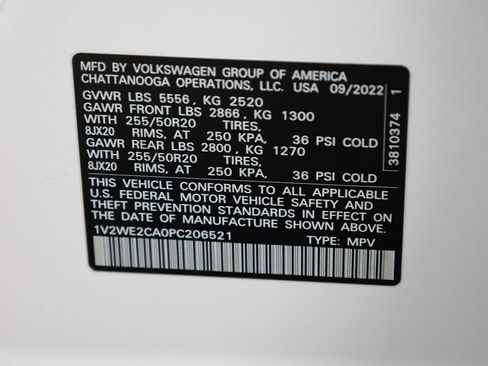 MFD BY VOLKSWAGEN GROUP OF AMERICA
CHATTANOOGA OPERATIONS, LLC. USA 09/2022
GVWR LBS 5556, KG 2520
GAWR FRONT LBS 2866, KG 1300
WITH 255/50R20 TIRES,
8JX20 RIMS, AT 250 KPA, 36 PSI COLD
GAWR REAR LBS 2800, KG 1270
WITH 255/50R20 TIRES,
8JX20 RIMS, AT 250 KPA, 36 PSI COLD
THIS VEHICLE CONFORMS TO ALL APPLICABLE
U.S. FEDERAL MOTOR VEHICLE SAFETY AND
THEFT PREVENTION STANDARDS IN EFFECT ON
THE DATE OF MANUFACTURE SHOWN ABOVE.
1V2WE2CA0PC206521 TYPE: MPV
3810374 1